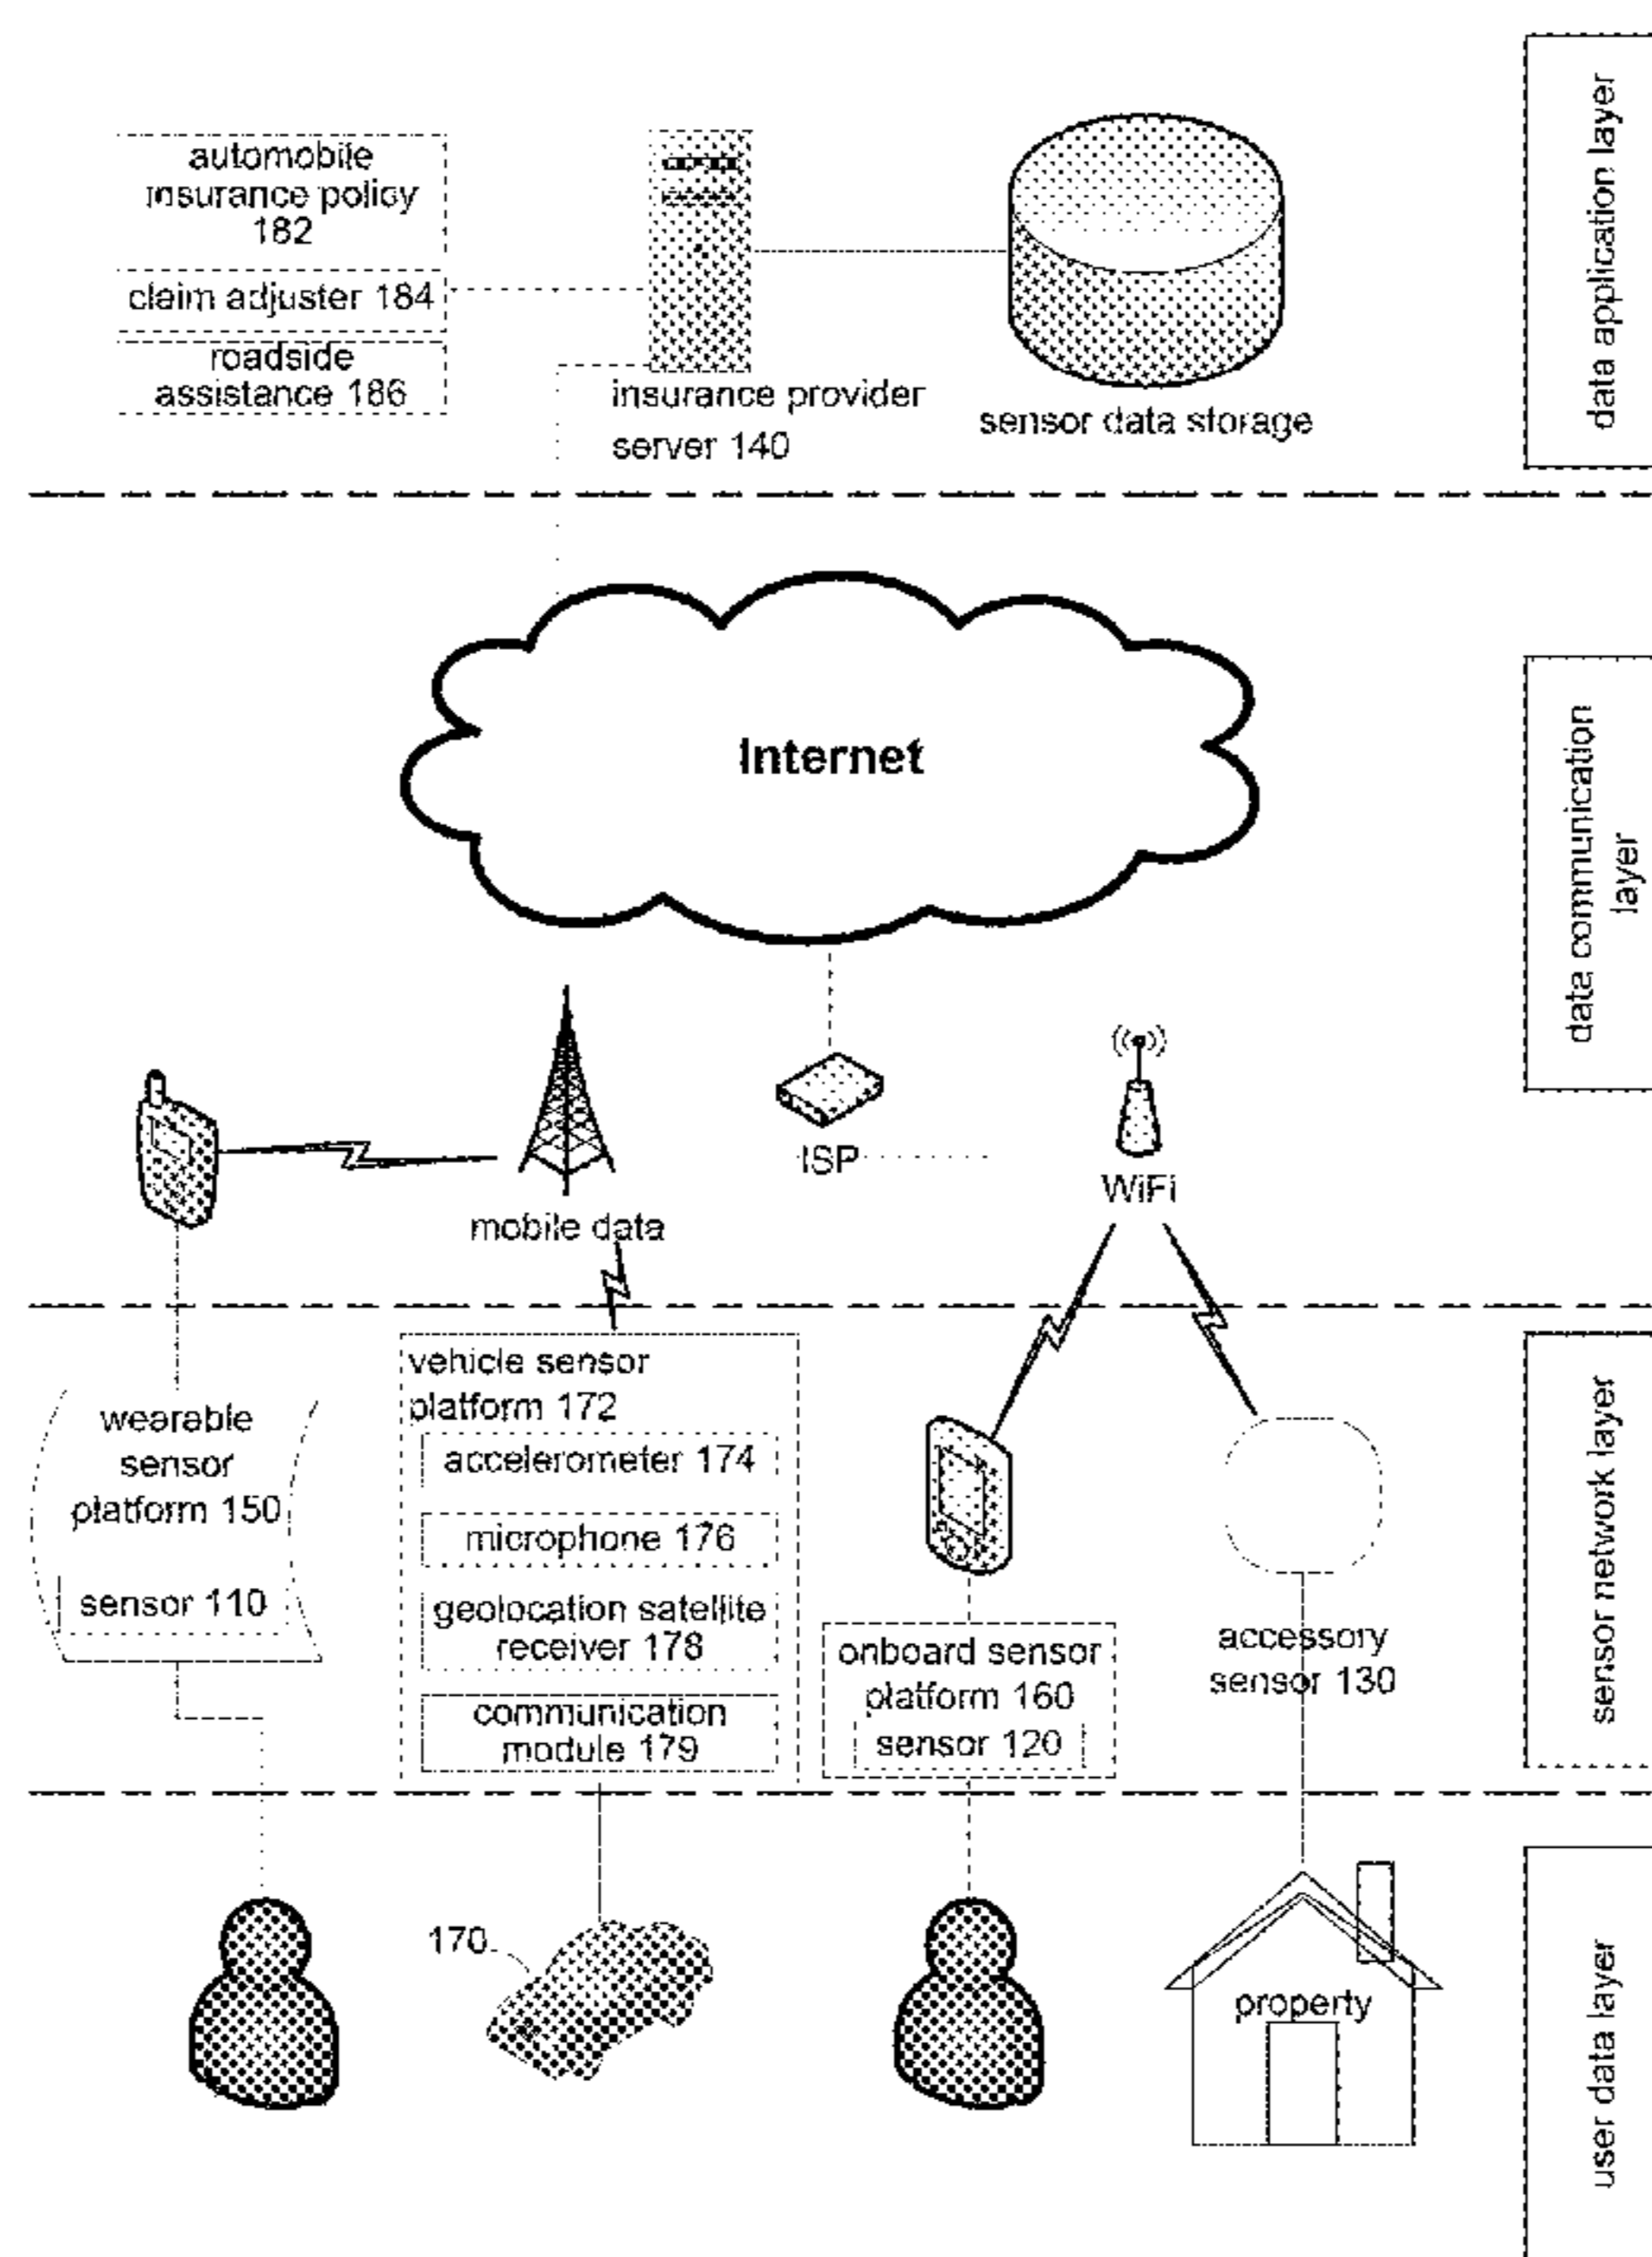 automobile
insurance policy
182
claim adjuster 184
roadside
assistance 186
insurance provider
server 140
sensor data storage
data application layer
Internet
data communication
layer
mobile data
ISP
WiFi
wearable
sensor
platform 150
sensor 110
vehicle sensor
platform 172
accelerometer 174
microphone 176
geolocation satellite
receiver 178
communication
module 179
onboard sensor
platform 160
sensor 120
accessory
sensor 130
sensor network layer
170
property
user data layer